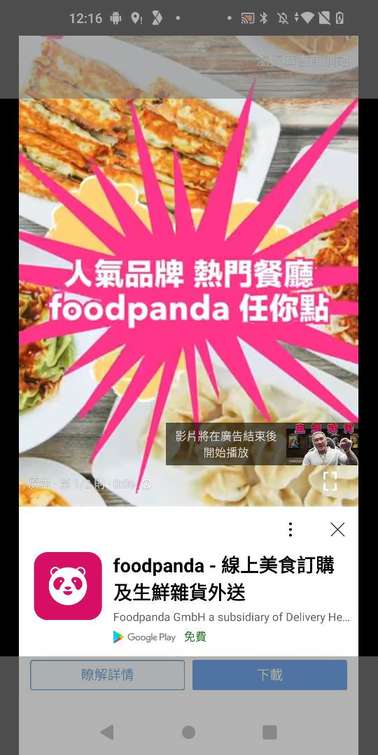 12:16
人氣品牌 熱門餐廳
foodpanda 任你點
影片將在廣告結束後
開始播放
foodpanda - 線上美食訂購
及生鮮雜貨外送
Foodpanda GmbH a subsidiary of Delivery He...
Google Play 免費
瞭解詳情
下載